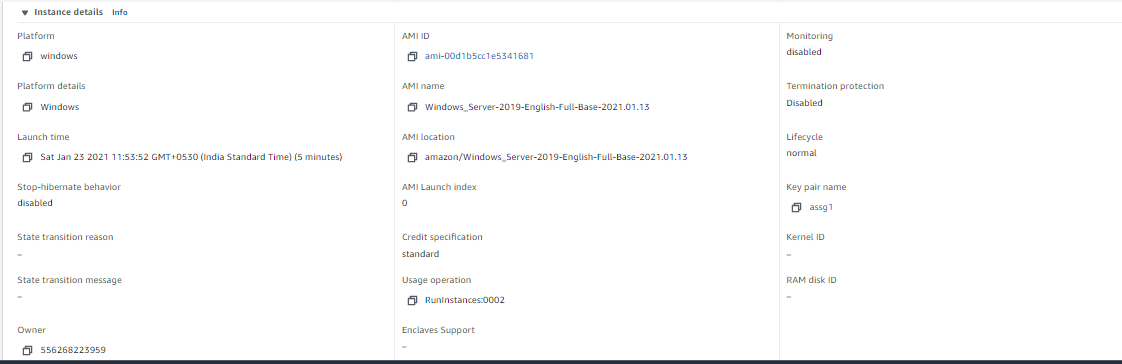 Instance details Info
Platform
windows
Platform details
Windows
Launch time
Sat Jan 23 2021 11:53:52 GMT+0530 (India Standard Time) (5 minutes)
Stop-hibernate behavior
disabled
State transition reason
–
State transition message
–
Owner
556268223959
AMI ID
ami-00d1b5cc1e5341681
AMI name
Windows_Server-2019-English-Full-Base-2021.01.13
AMI location
amazon/Windows_Server-2019-English-Full-Base-2021.01.13
AMI Launch index
0
Credit specification
standard
Usage operation
RunInstances:0002
Enclaves Support
–
Monitoring
disabled
Termination protection
Disabled
Lifecycle
normal
Key pair name
assg1
Kernel ID
–
RAM disk ID
–